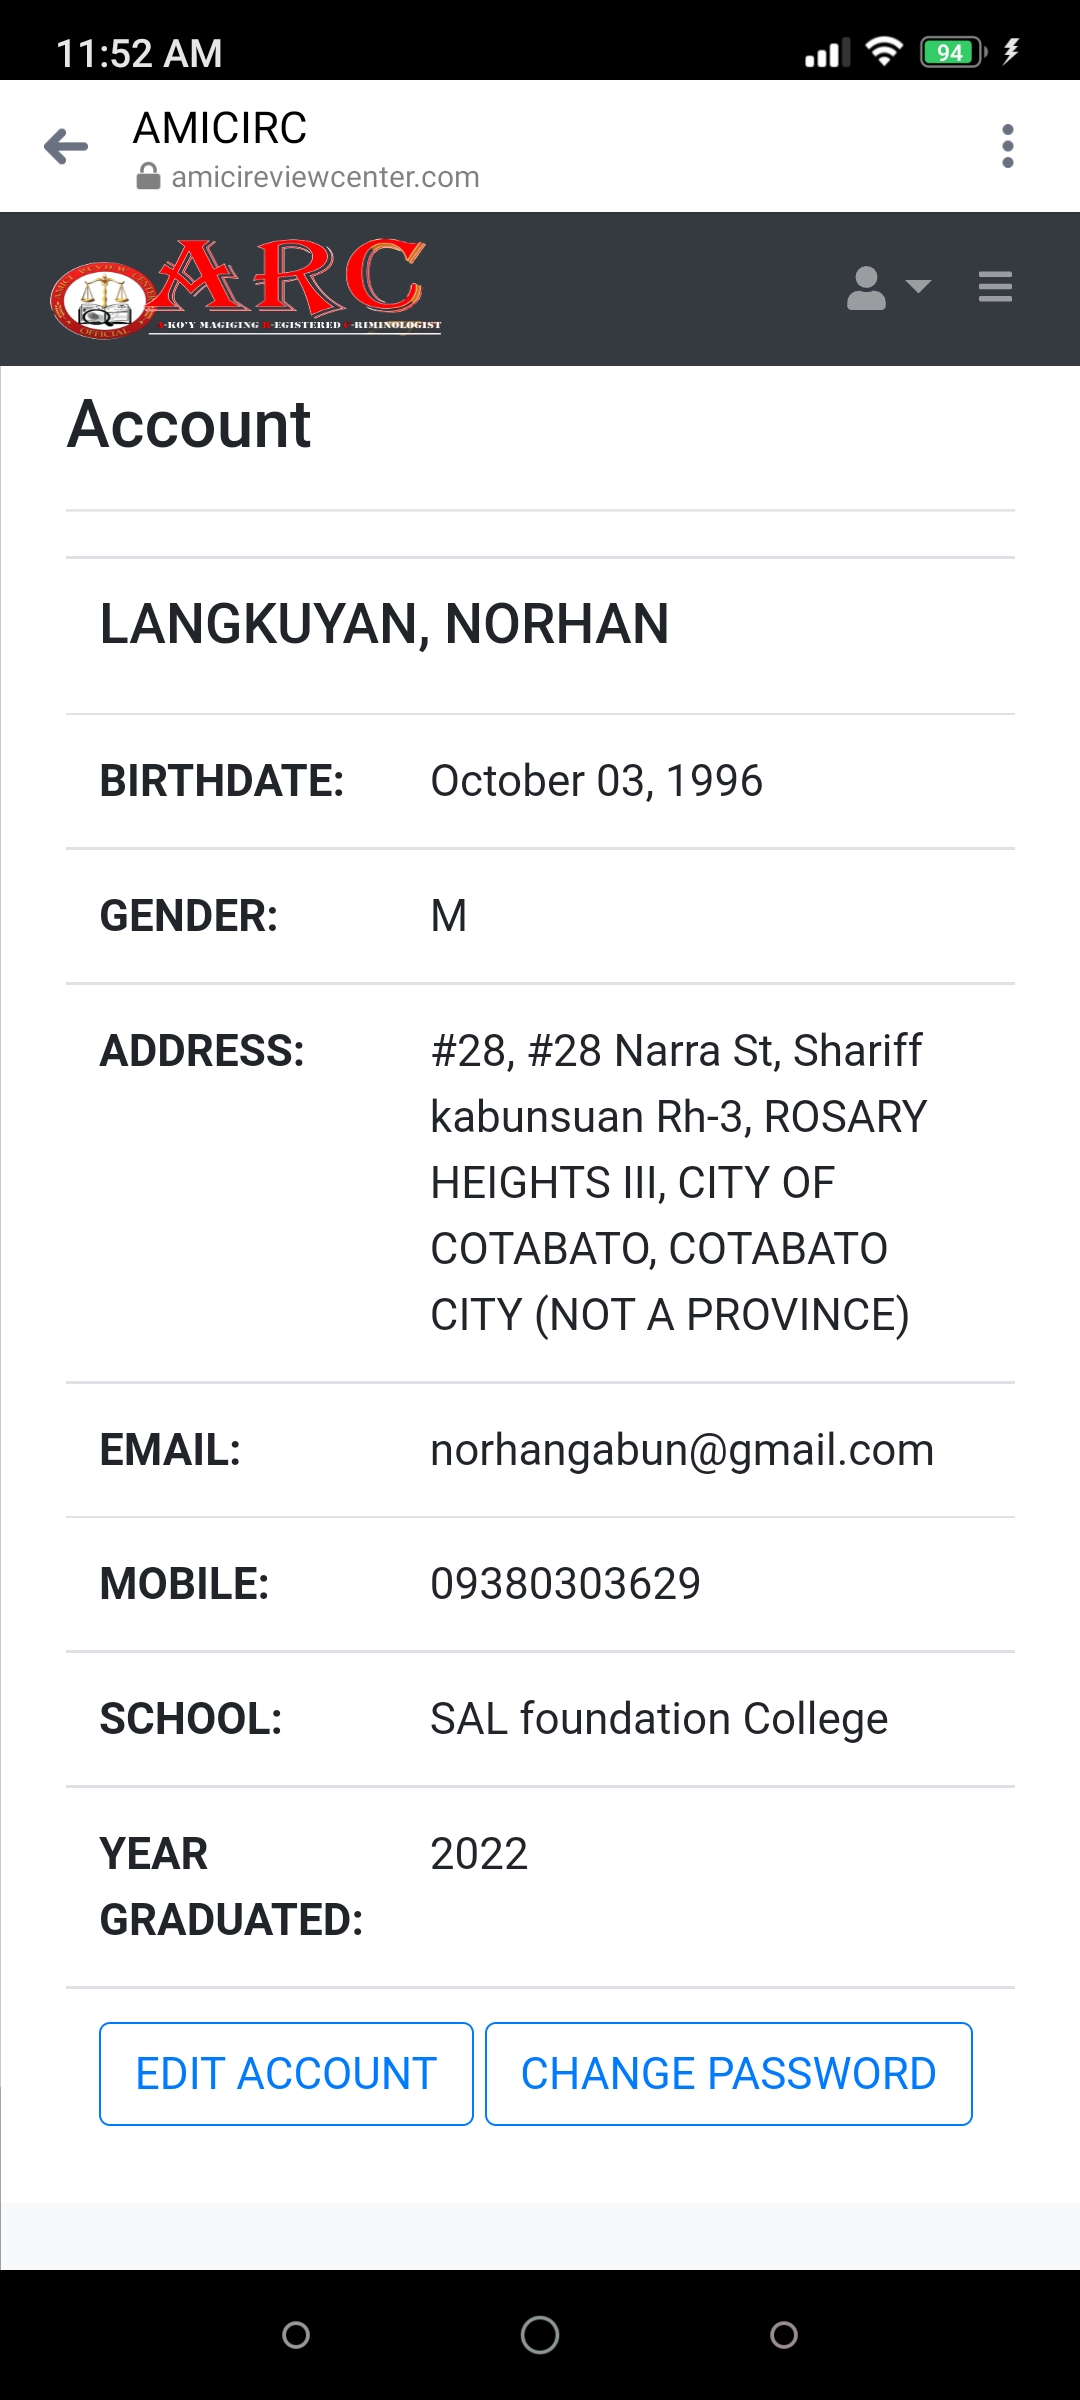 11:52 AM
94
AMICIRC
amicireviewcenter.com
ARC
A-KO'Y MAGIGING R-EGISTERED C-RIMINOLOGIST
OFFICIAL
Account
LANGKUYAN, NORHAN
BIRTHDATE: October 03, 1996
GENDER: M
ADDRESS: #28, #28 Narra St, Shariff
kabunsuan Rh-3, ROSARY
HEIGHTS III, CITY OF
COTABATO, COTABATO
CITY (NOT A PROVINCE)
EMAIL: norhangabun@gmail.com
MOBILE: 09380303629
SCHOOL: SAL foundation College
YEAR 2022
GRADUATED:
EDIT ACCOUNT CHANGE PASSWORD